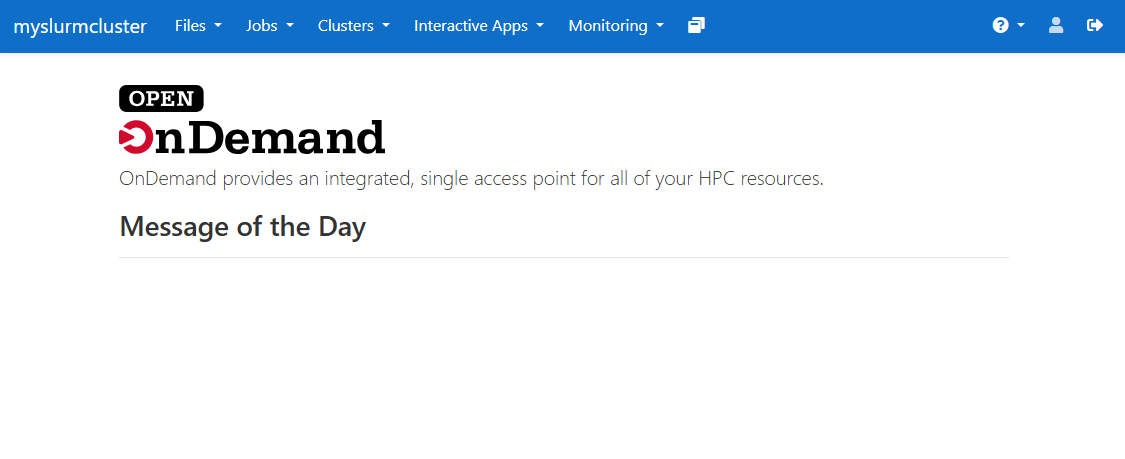 myslurmcluster Files Jobs Clusters Interactive Apps Monitoring
OPEN
OnDemand
OnDemand provides an integrated, single access point for all of your HPC resources.
Message of the Day